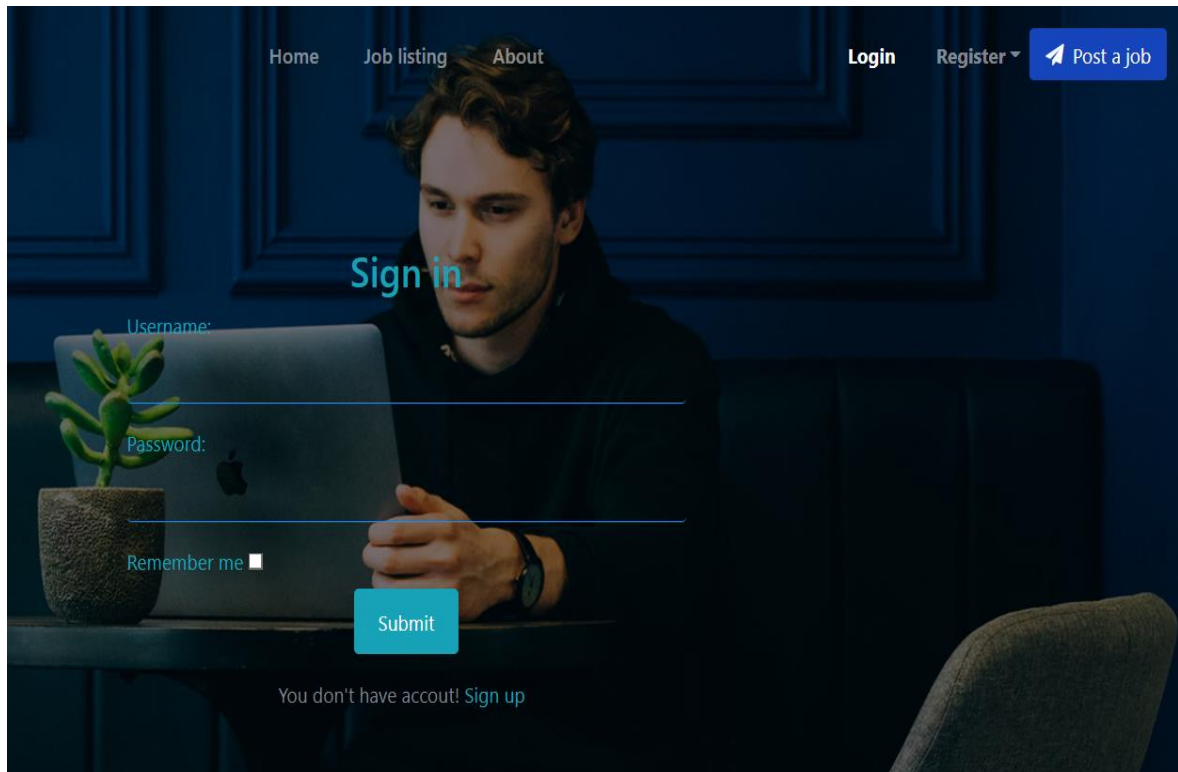 Home Job listing About Login Register Post a job
Sign in
Username:
Password:
Remember me
Submit
You don't have accout! Sign up